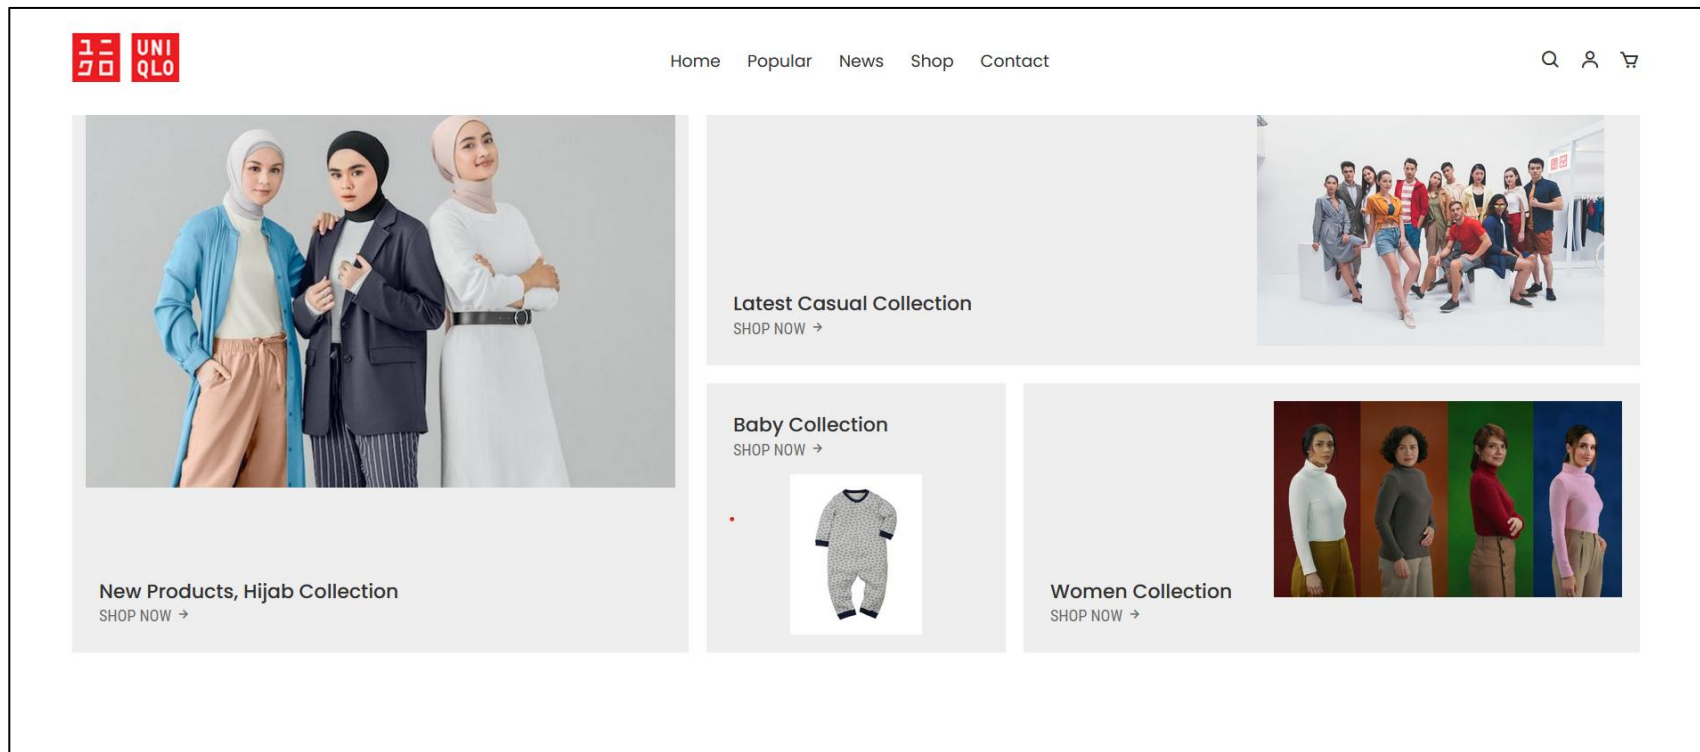 ユニ UNI
クロ QLO
Home Popular News Shop Contact
Latest Casual Collection
SHOP NOW →
Baby Collection
SHOP NOW →
New Products, Hijab Collection
SHOP NOW →
Women Collection
SHOP NOW →